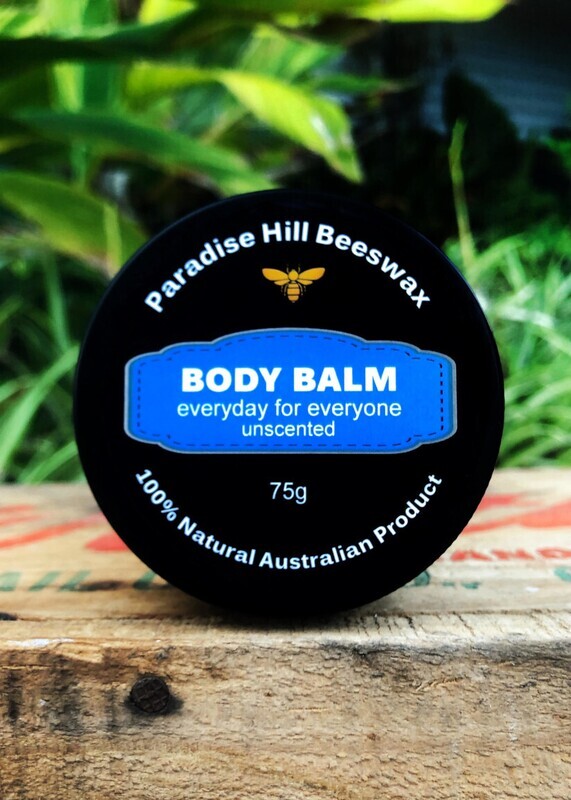 Paradise Hill Beeswax
BODY BALM
everyday for everyone
unscented
75g
100% Natural Australian Product